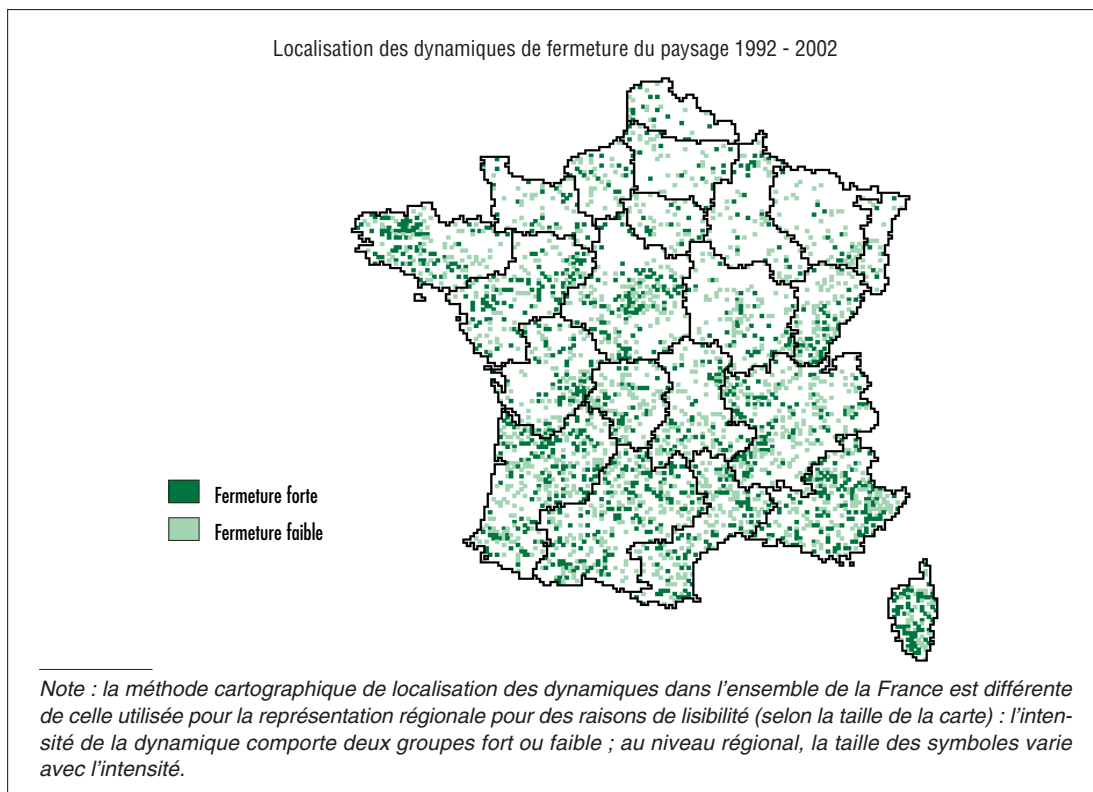 Localisation des dynamiques de fermeture du paysage 1992 - 2002
Fermeture forte
Fermeture faible
Note : la méthode cartographique de localisation des dynamiques dans l'ensemble de la France est différente
de celle utilisée pour la représentation régionale pour des raisons de lisibilité (selon la taille de la carte) : l'inten-
sité de la dynamique comporte deux groupes fort ou faible ; au niveau régional, la taille des symboles varie
avec l'intensité.